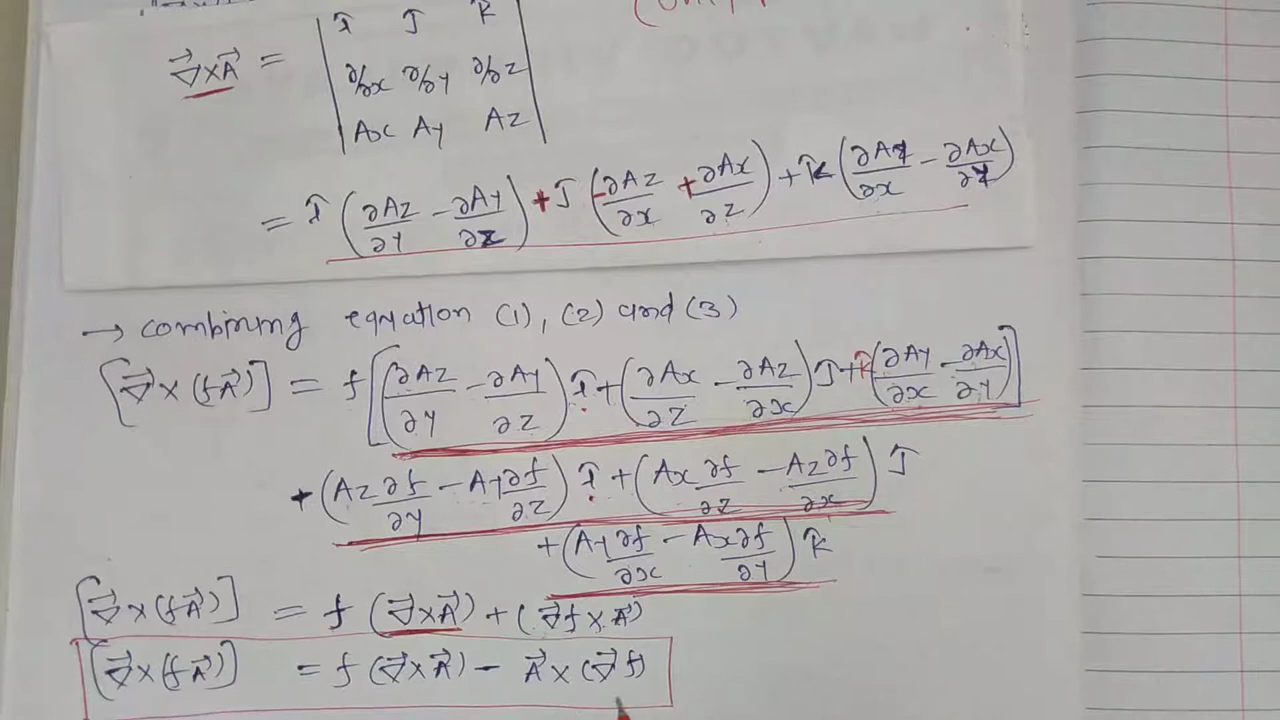 î ĵ k̂
∇⃗×A⃗ = | ∂/∂x ∂/∂y ∂/∂z |
Ax Ay Az
= î (∂Az/∂y - ∂Ay/∂z) + ĵ (-∂Az/∂x + ∂Ax/∂z) + k̂ (∂Ay/∂x - ∂Ax/∂y)
→ combining equation (1), (2) and (3)
[∇⃗×(fA⃗)] = f[(∂Az/∂y - ∂Ay/∂z) î + (∂Ax/∂z - ∂Az/∂x) ĵ + k̂ (∂Ay/∂x - ∂Ax/∂y)]
+ (Az ∂f/∂y - Ay ∂f/∂z) î + (Ax ∂f/∂z - Az ∂f/∂x) ĵ
+ (Ay ∂f/∂x - Ax ∂f/∂y) k̂
[∇⃗×(fA⃗)] = f (∇⃗×A⃗) + (∇⃗f×A⃗)
[∇⃗×(fA⃗)] = f (∇⃗×A⃗) - A⃗×(∇⃗f)